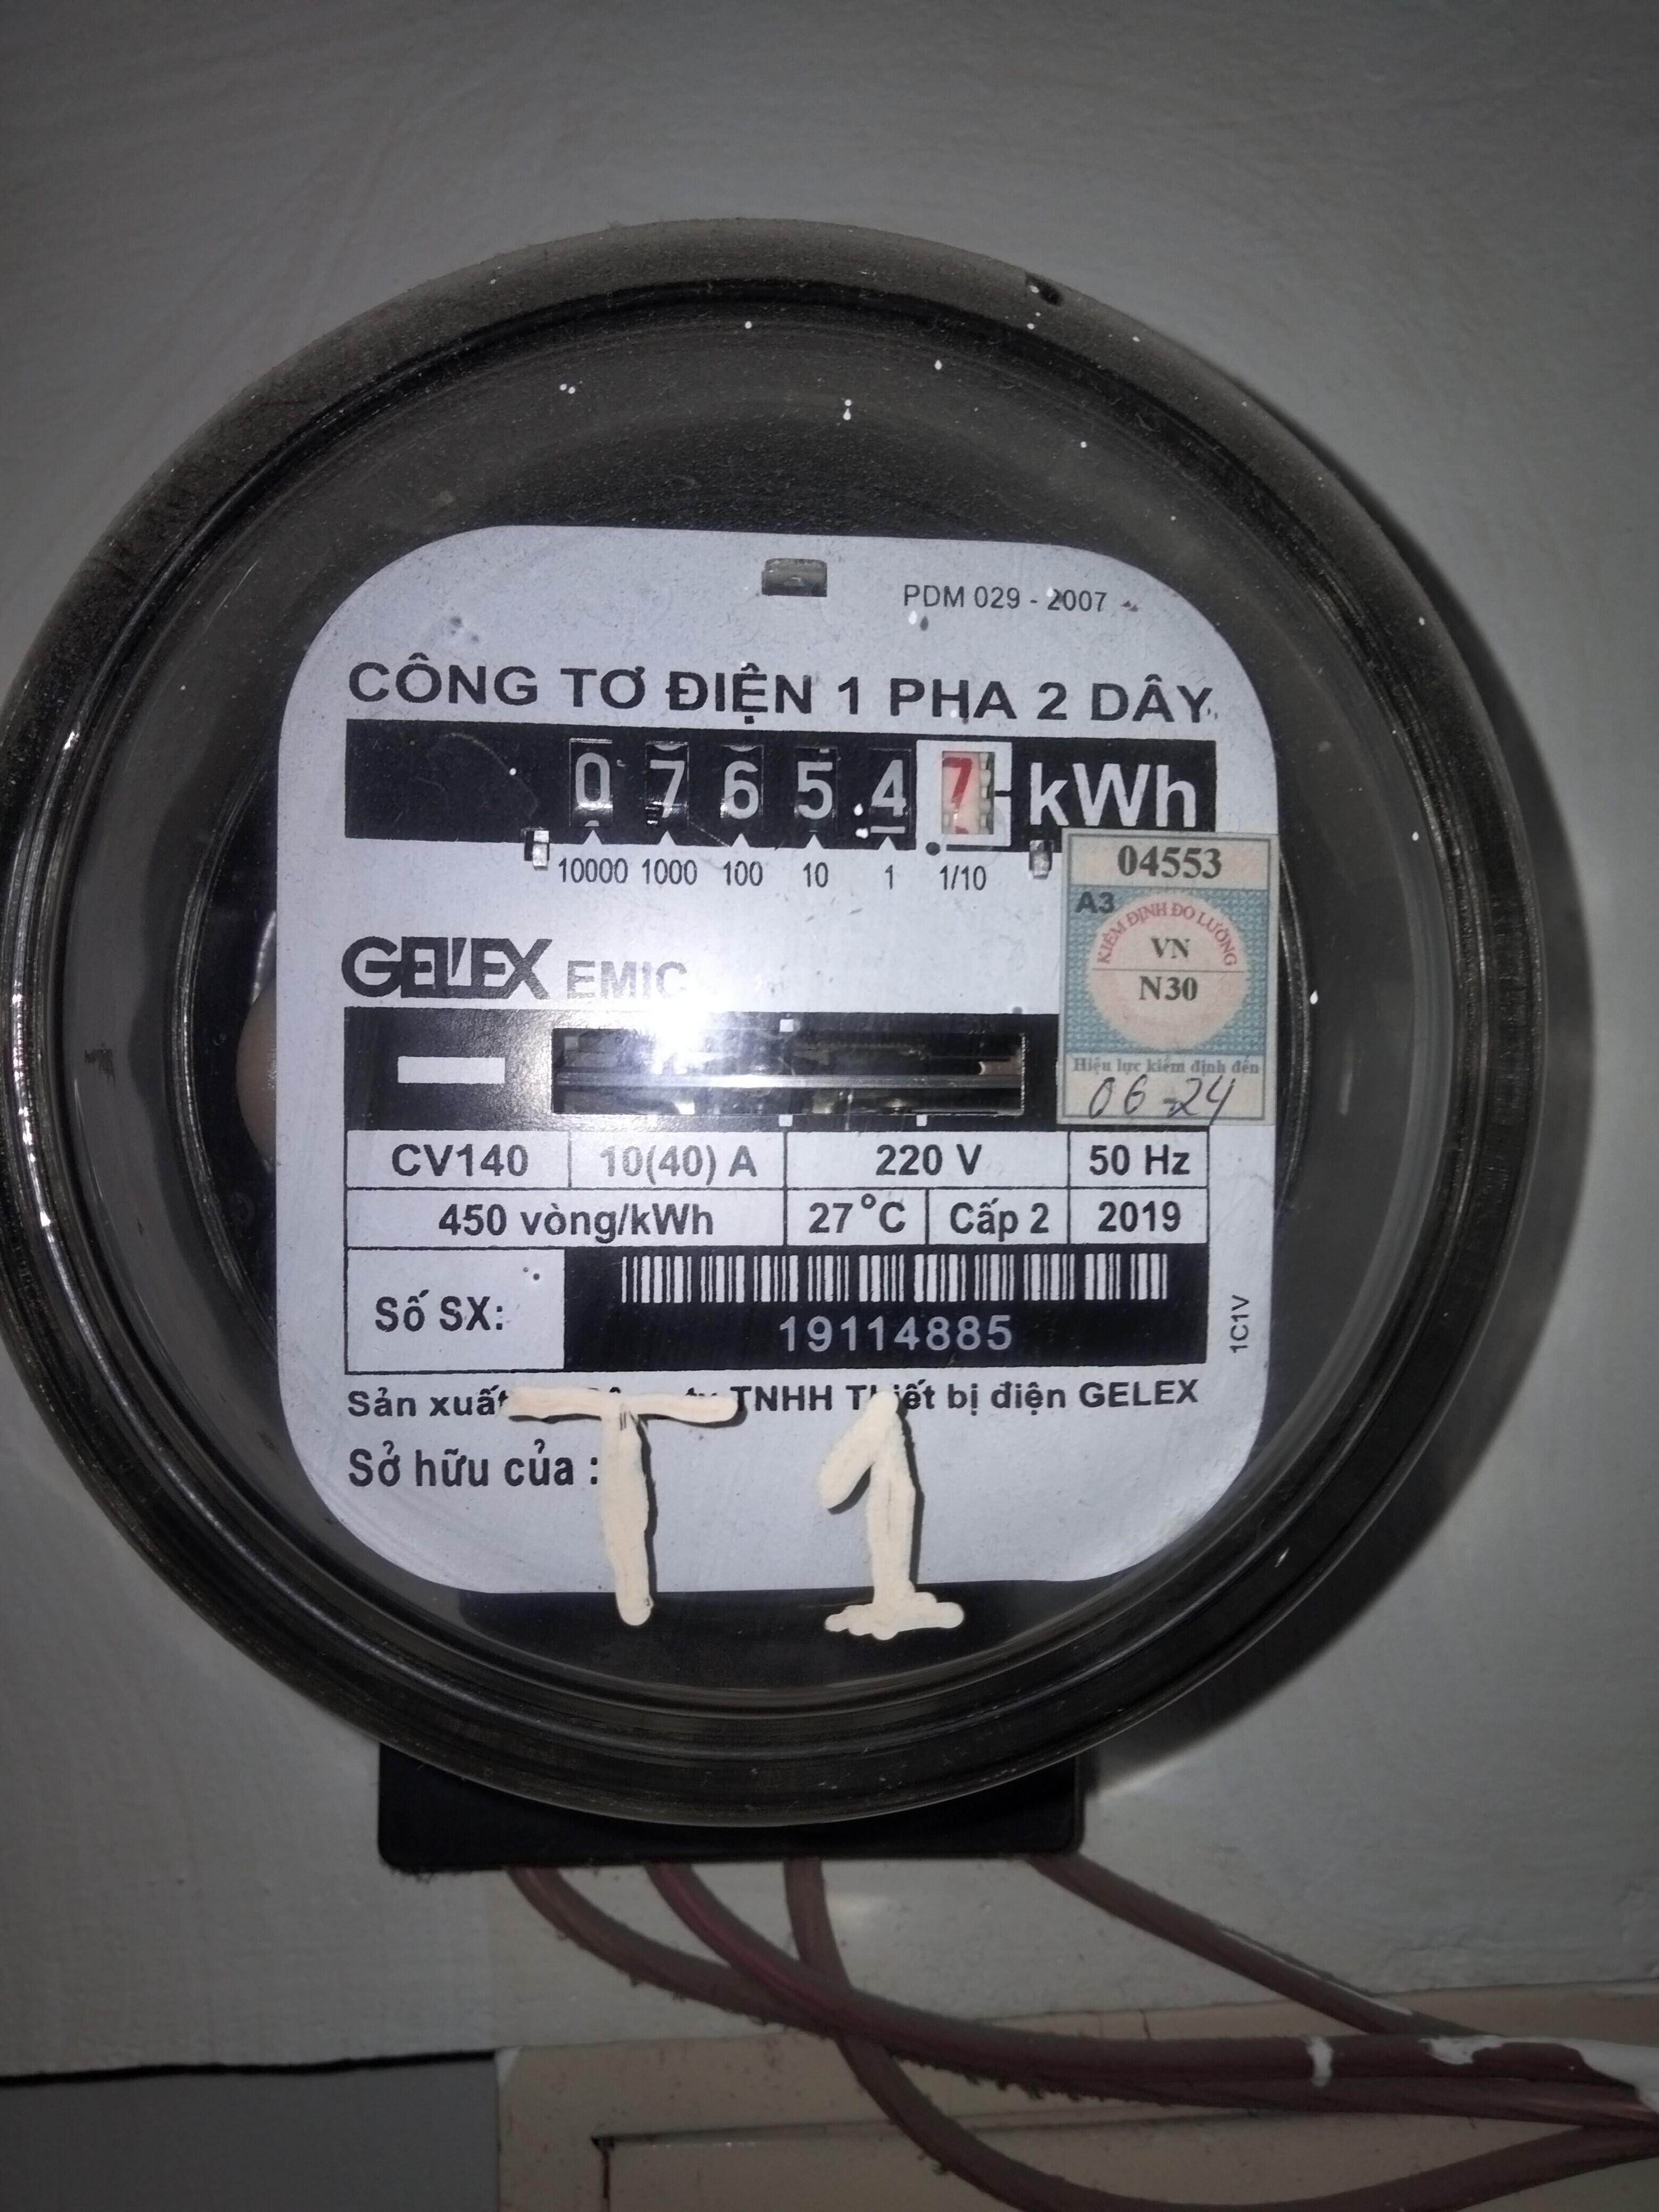 PDM 029 - 2007
CÔNG TƠ ĐIỆN 1 PHA 2 DÂY
0 7 6 5 4 7 kWh
10000 1000 100 10 1 1/10
04553
A3
KIỂM ĐỊNH ĐO LƯỜNG
VN
N30
Hiệu lực kiểm định đến
06-24
GELEX EMIC
CV140 10(40) A 220 V 50 Hz
450 vòng/kWh 27°C Cấp 2 2019
Số SX: 19114885
1C1V
Sản xuất TNHH Thiết bị điện GELEX
Sở hữu của :
T 1